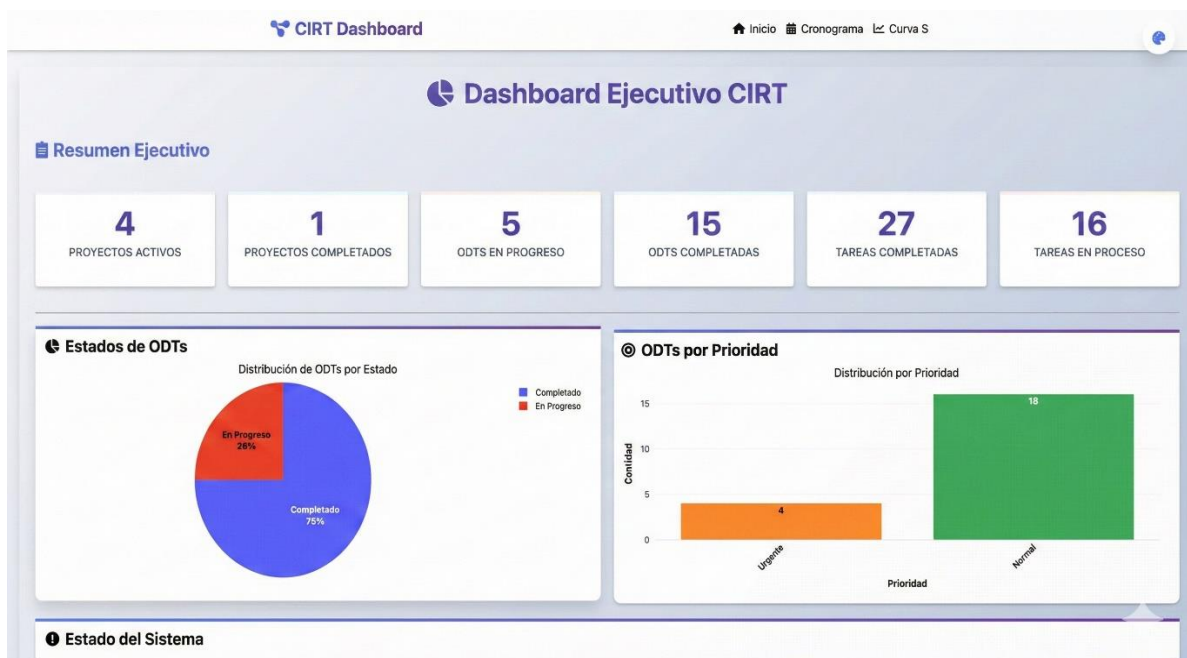 CIRT Dashboard
Inicio Cronograma Curva S
Dashboard Ejecutivo CIRT
Resumen Ejecutivo
4
PROYECTOS ACTIVOS
1
PROYECTOS COMPLETADOS
5
ODTS EN PROGRESO
15
ODTS COMPLETADAS
27
TAREAS COMPLETADAS
16
TAREAS EN PROCESO
Estados de ODTs
Distribución de ODTs por Estado
Completado
En Progreso
En Progreso
26%
Completado
75%
ODTs por Prioridad
Distribución por Prioridad
15
10
5
0
Contidad
4
18
Urgente
Normal
Prioridad
Estado del Sistema